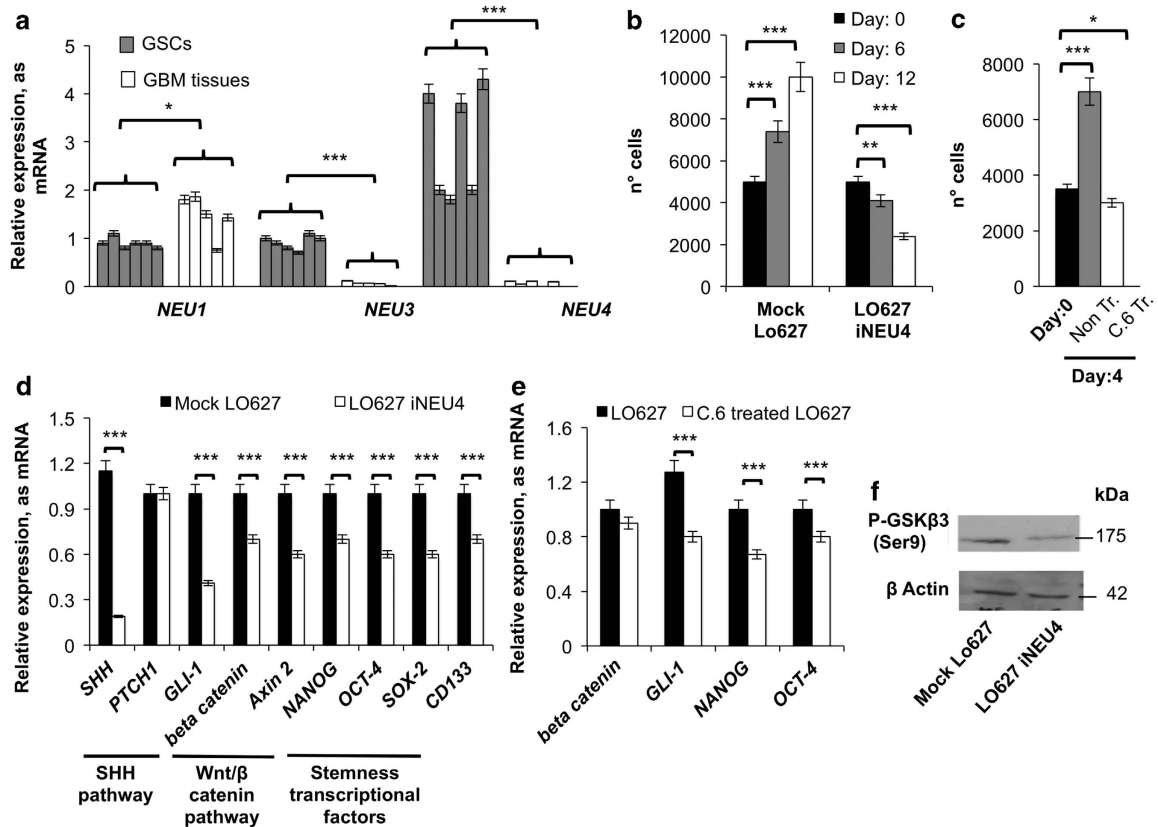 a
Relative expression, as
mRNA
5
4
3
2
1
0
GSCs
GBM tissues
*
***
***
NEU1
NEU3
NEU4
b
n° cells
12000
10000
8000
6000
4000
2000
0
Day: 0
Day: 6
Day: 12
***
***
***
**
Mock
Lo627
LO627
iNEU4
c
n° cells
8000
6000
4000
2000
0
*
***
Day:0
Non Tr.
C.6 Tr.
Day:4
d
Relative expression, as mRNA
1.5
1.2
0.9
0.6
0.3
0
Mock LO627
LO627 iNEU4
***
***
***
***
***
***
***
***
SHH
PTCH1
GLI-1
beta catenin
Axin 2
NANOG
OCT-4
SOX-2
CD133
SHH
pathway
Wnt/β
catenin
pathway
Stemness
transcriptional
factors
e
Relative expression, as mRNA
1.6
1.2
0.8
0.4
0
LO627
C.6 treated LO627
***
***
***
beta catenin
GLI-1
NANOG
OCT-4
f
kDa
P-GSKβ3
(Ser9)
175
β Actin
42
Mock Lo627
LO627 iNEU4